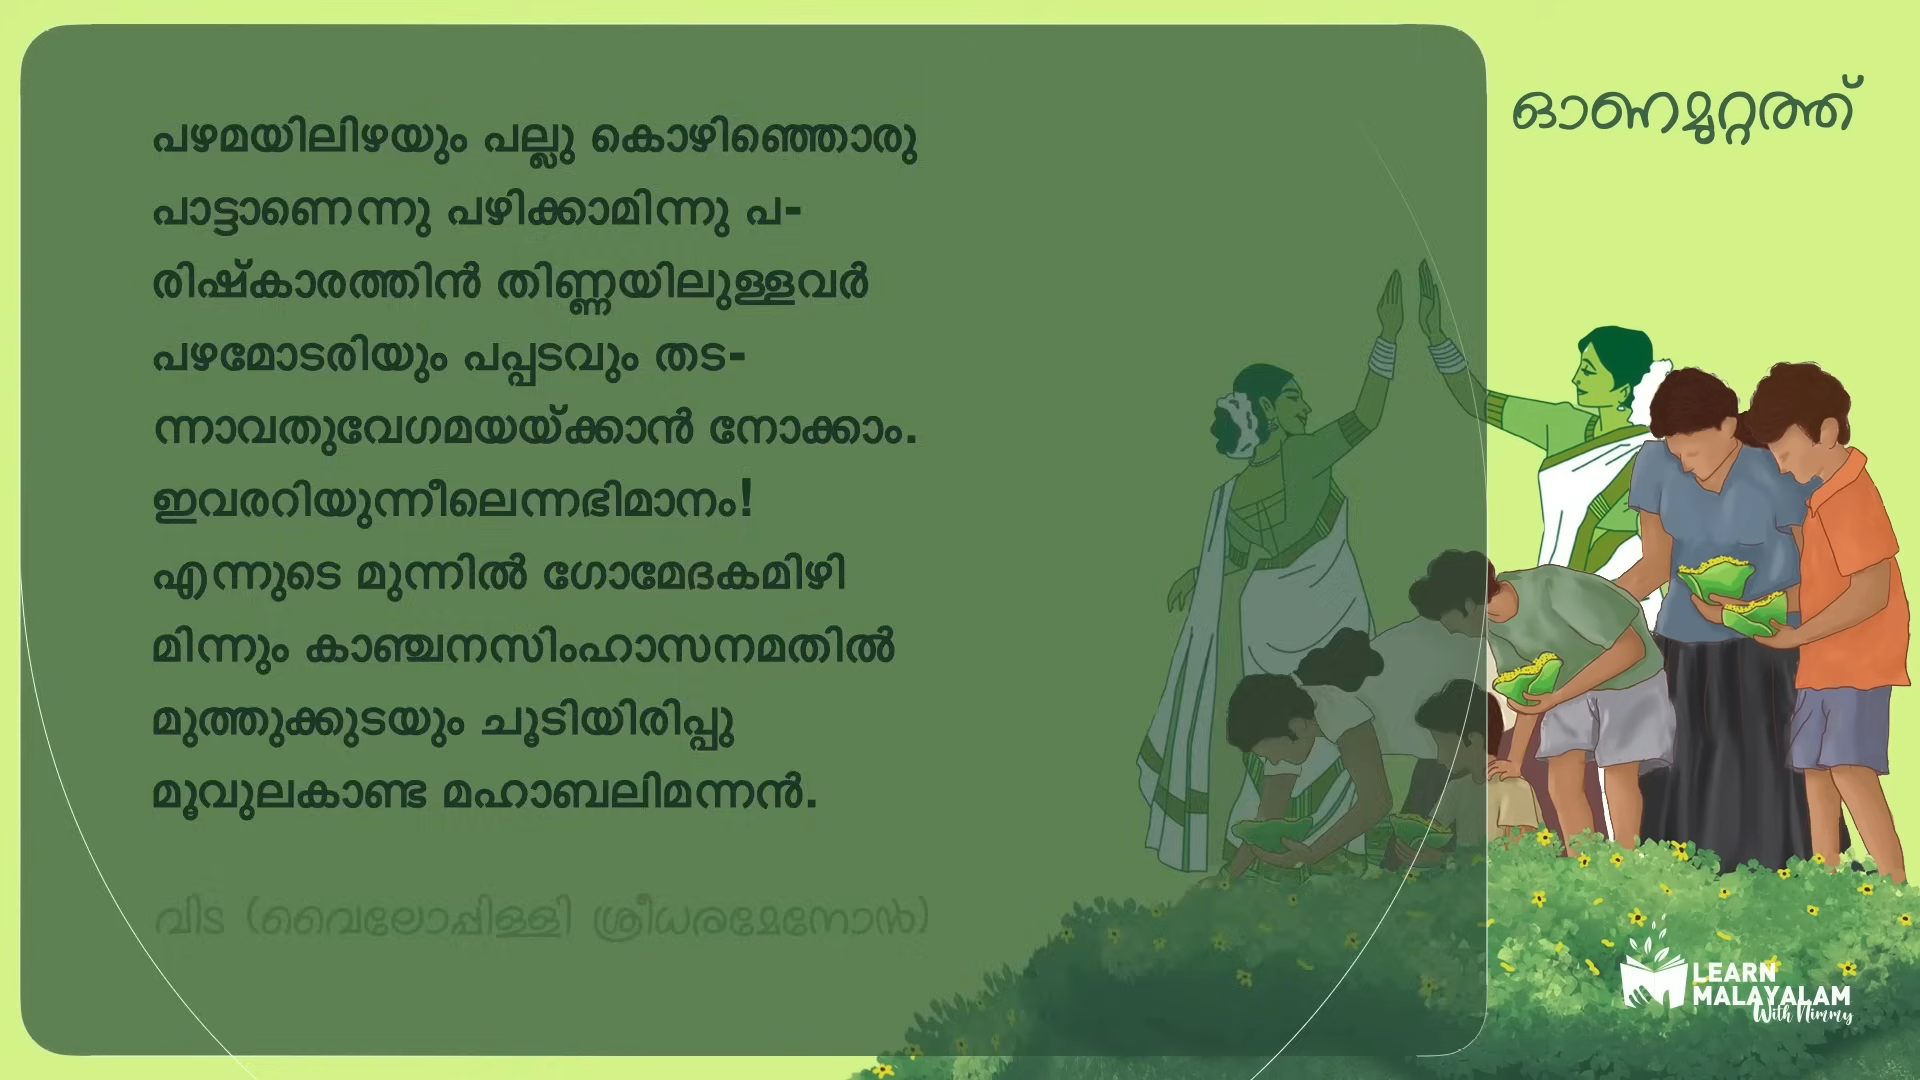 ഓണമുറ്റത്ത്
പഴമയിലിഴയും പല്ലു കൊഴിഞ്ഞൊരു
പാട്ടാണെന്നു പഴിക്കാമിന്നു പ-
രിഷ്കാരത്തിൻ തിണ്ണയിലുള്ളവർ
പഴമോടരിയും പപ്പടവും തട-
ന്നാവതുവേഗമയയ്ക്കാൻ നോക്കാം.
ഇവരറിയുന്നീലെന്നഭിമാനം!
എന്നുടെ മുന്നിൽ ഗോമേദകമിഴി
മിന്നും കാഞ്ചനസിംഹാസനമതിൽ
മുത്തുക്കുടയും ചൂടിയിരിപ്പു
മൂവുലകാണ്ട മഹാബലിമന്നൻ.
വിട (വൈലോപ്പിള്ളി ശ്രീധരമേനോൻ)
LEARN
MALAYALAM
With Nimmy